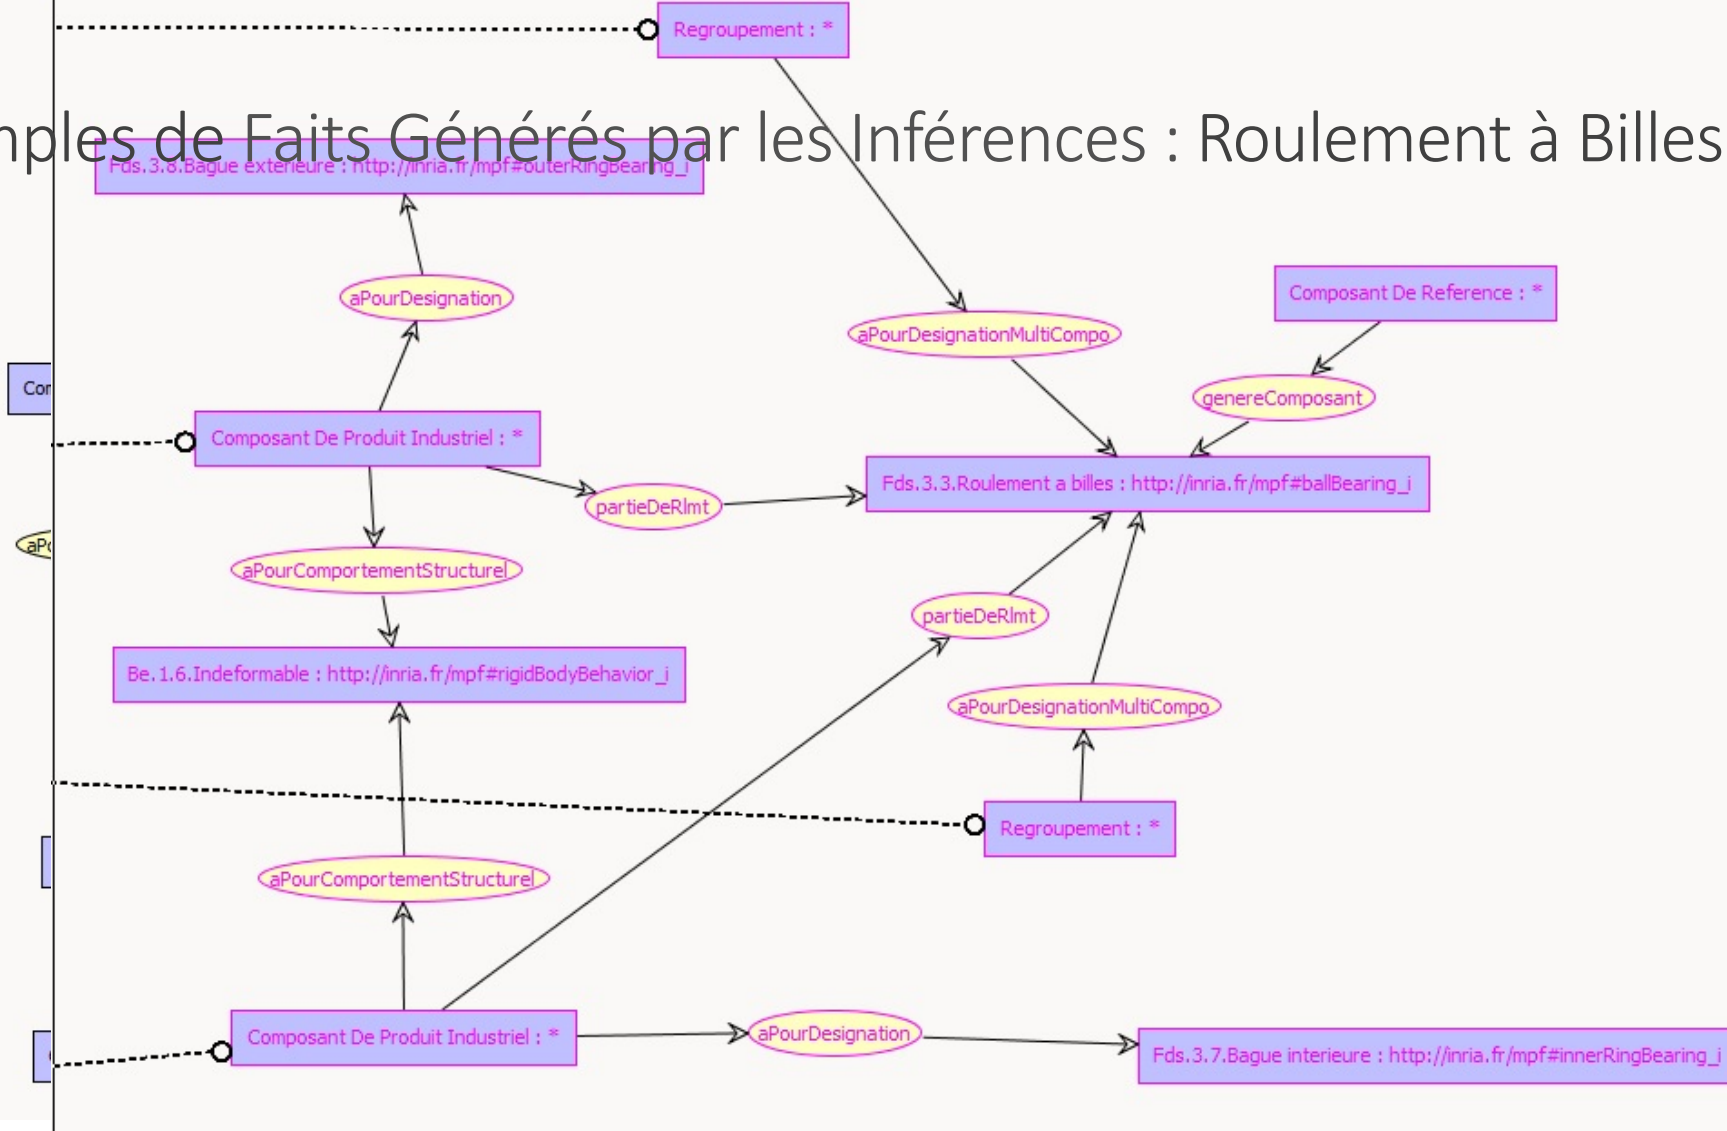 Regroupement : *
de Faits Générés par les Inférences : Roulement à Billes
Fds.3.8.Bague exterieure : http://inria.fr/mpf#outerRingBearing_i
aPourDesignation
Composant De Reference : *
aPourDesignationMultiCompo
genereComposant
Composant De Produit Industriel : *
Fds.3.3.Roulement a billes : http://inria.fr/mpf#ballBearing_i
partieDeRlmt
aPourComportementStructurel
partieDeRlmt
Be.1.6.Indeformable : http://inria.fr/mpf#rigidBodyBehavior_i
aPourDesignationMultiCompo
Regroupement : *
aPourComportementStructurel
Composant De Produit Industriel : *
aPourDesignation
Fds.3.7.Bague interieure : http://inria.fr/mpf#innerRingBearing_i